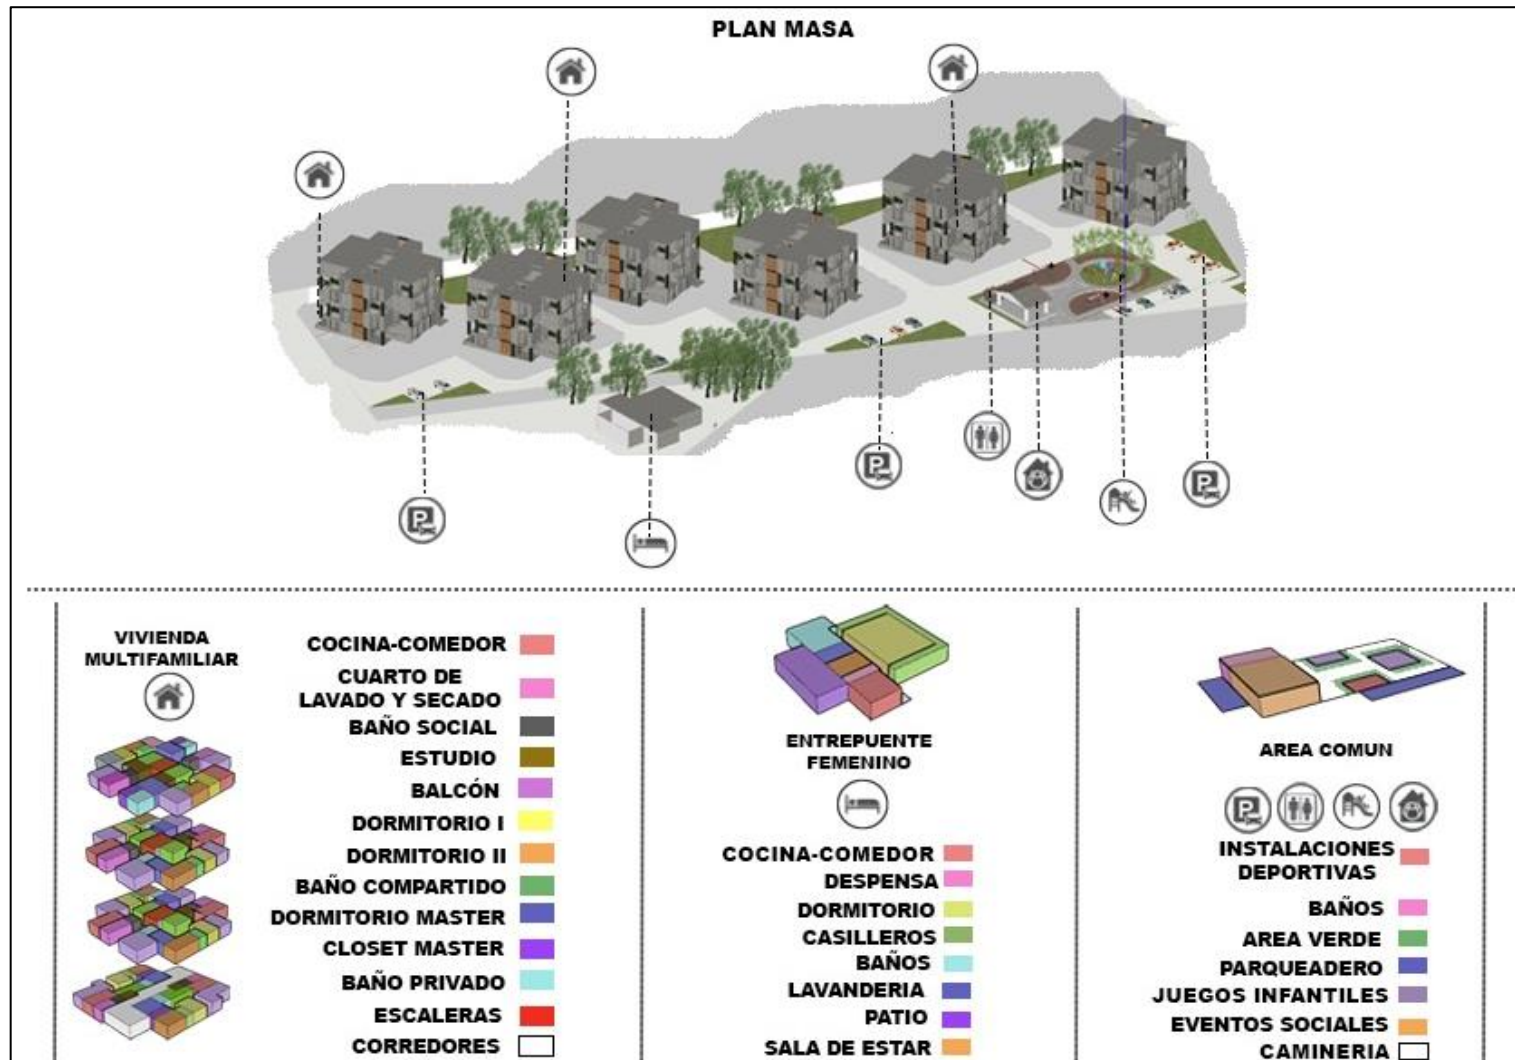 PLAN MASA
P
P
P
VIVIENDA
MULTIFAMILIAR
COCINA-COMEDOR
CUARTO DE
LAVADO Y SECADO
BAÑO SOCIAL
ESTUDIO
BALCÓN
DORMITORIO I
DORMITORIO II
BAÑO COMPARTIDO
DORMITORIO MASTER
CLOSET MASTER
BAÑO PRIVADO
ESCALERAS
CORREDORES
ENTREPUENTE
FEMENINO
COCINA-COMEDOR
DESPENSA
DORMITORIO
CASILLEROS
BAÑOS
LAVANDERIA
PATIO
SALA DE ESTAR
AREA COMUN
P
INSTALACIONES
DEPORTIVAS
BAÑOS
AREA VERDE
PARQUEADERO
JUEGOS INFANTILES
EVENTOS SOCIALES
CAMINERIA